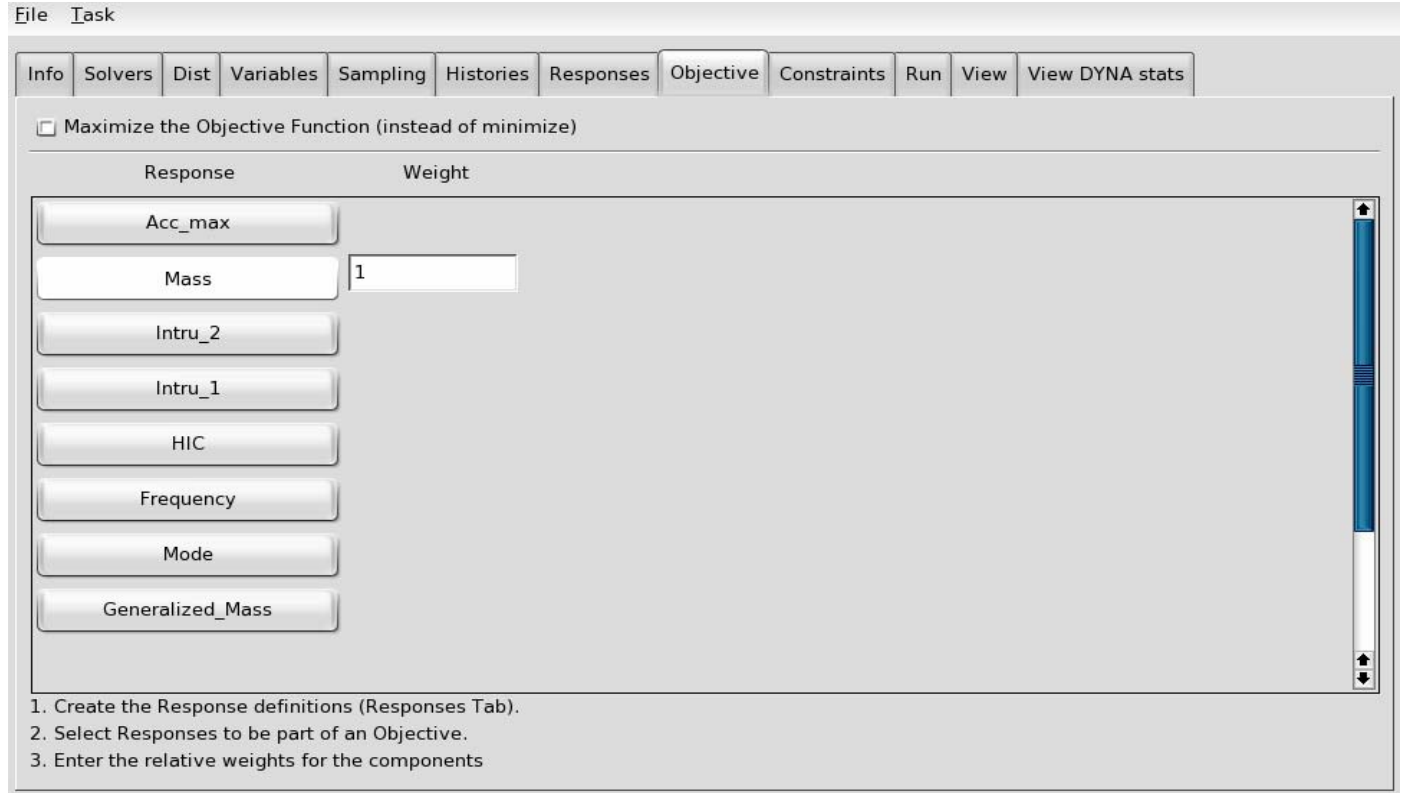 File Task
Info Solvers Dist Variables Sampling Histories Responses Objective Constraints Run View View DYNA stats
Maximize the Objective Function (instead of minimize)
Response Weight
Acc_max
Mass 1
Intru_2
Intru_1
HIC
Frequency
Mode
Generalized_Mass
1. Create the Response definitions (Responses Tab).
2. Select Responses to be part of an Objective.
3. Enter the relative weights for the components